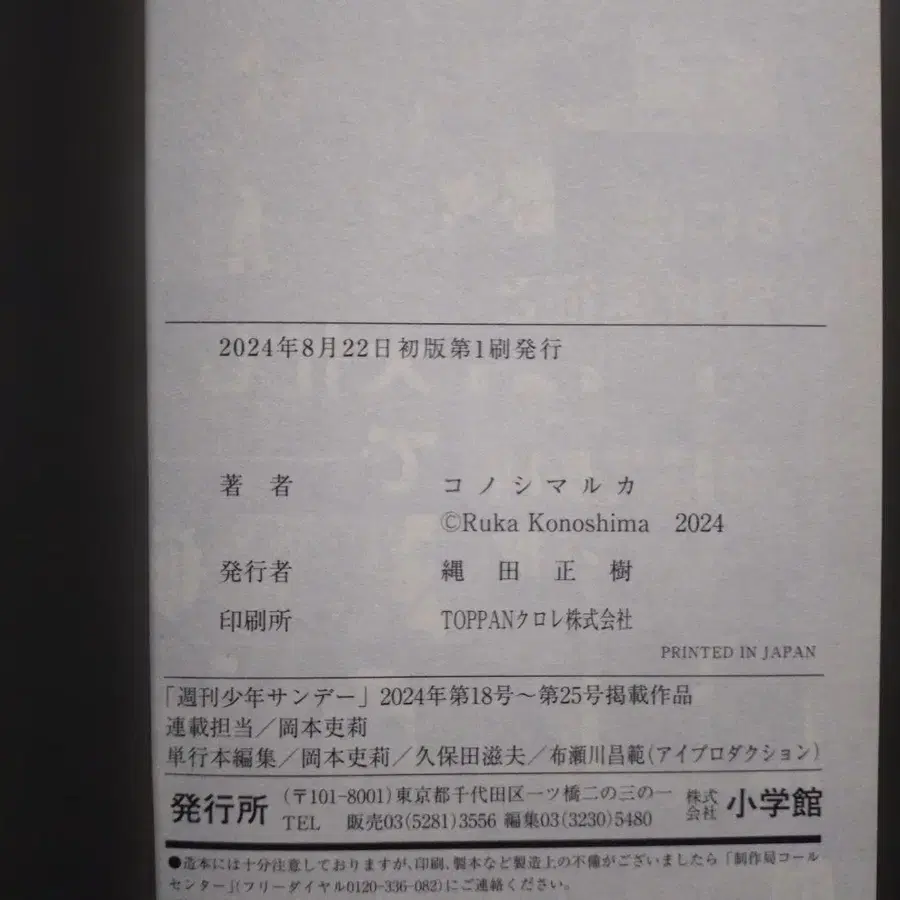 2024年8月22日初版第1刷発行
著 者 コノシマルカ
©Ruka Konoshima 2024
発行者 縄田正樹
印刷所 TOPPANクロレ株式会社
PRINTED IN JAPAN
「週刊少年サンデー」2024年第18号〜第25号掲載作品
連載担当／岡本吏莉
単行本編集／岡本吏莉／久保田滋夫／布瀬川昌範(アイプロダクション)
発行所 (〒101-8001)東京都千代田区一ツ橋二の三の一 株式会社 小学館
TEL 販売03(5281)3556 編集03(3230)5480
●造本には十分注意しておりますが、印刷、製本など製造上の不備がございましたら「制作局コール
センター」(フリーダイヤル0120-336-082)にご連絡ください。